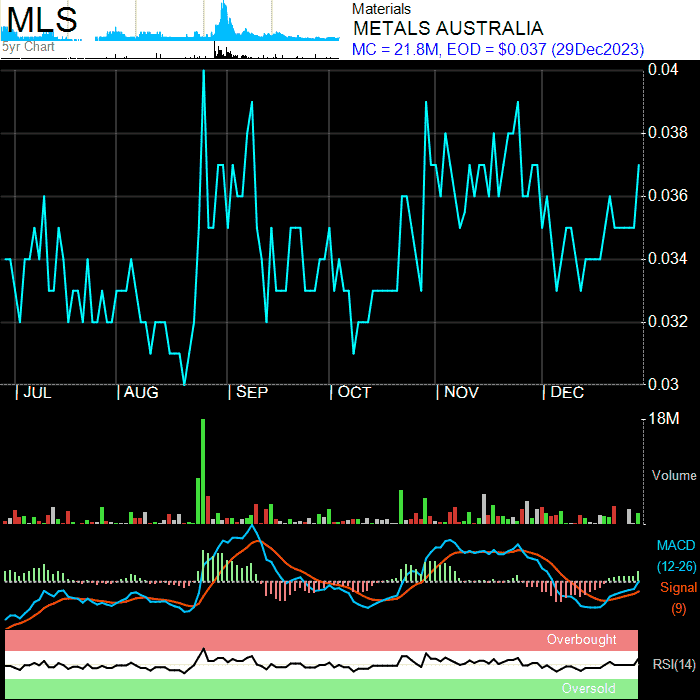 MLS
5yr Chart
Materials
METALS AUSTRALIA
MC = 21.8M, EOD = $0.037 (29Dec2023)
0.04
0.038
0.036
0.034
0.032
0.03
JUL AUG SEP OCT NOV DEC
18M
Volume
MACD
(12-26)
Signal
(9)
Overbought
RSI(14)
Oversold